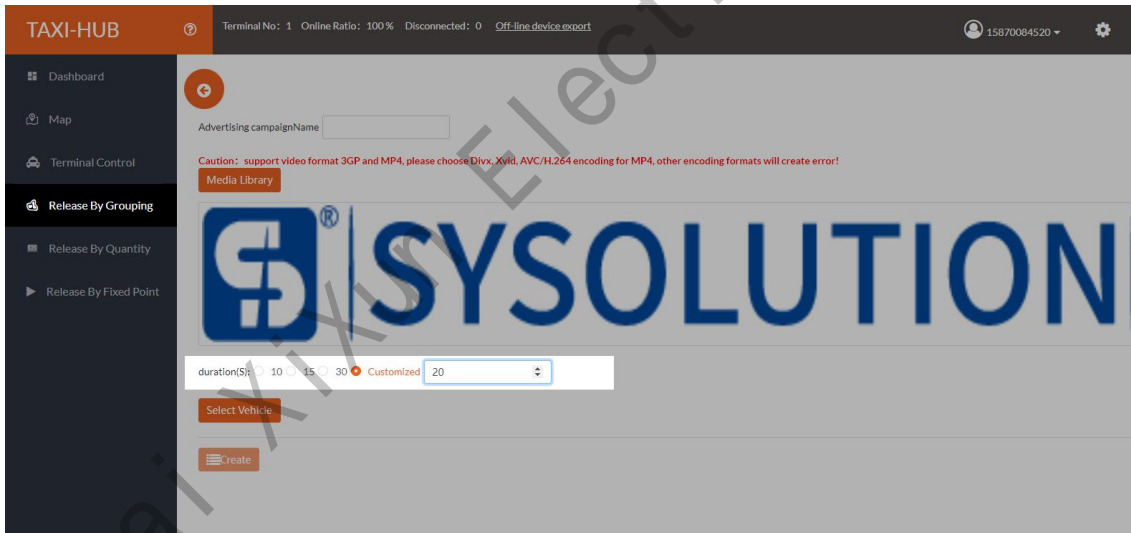 TAXI-HUB
Terminal No: 1 Online Ratio: 100% Disconnected: 0 Off-line device export
15870084520
Dashboard
Map
Terminal Control
Release By Grouping
Release By Quantity
Release By Fixed Point
Advertising campaignName
Caution: support video format 3GP and MP4, please choose Divx, Xvid, AVC/H.264 encoding for MP4, other encoding formats will create error!
Media Library
® SYSOLUTION
duration(S): 10 15 30 Customized 20
Select Vehicle
Create
ai XiXun Elect